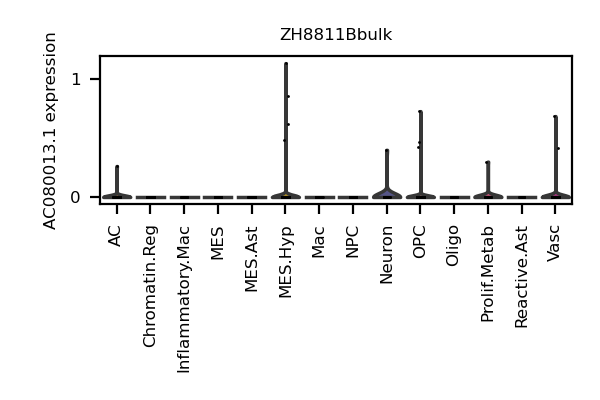 ZH8811Bbulk
AC080013.1 expression
1
0
AC
Chromatin.Reg
Inflammatory.Mac
MES
MES.Ast
MES.Hyp
Mac
NPC
Neuron
OPC
Oligo
Prolif.Metab
Reactive.Ast
Vasc